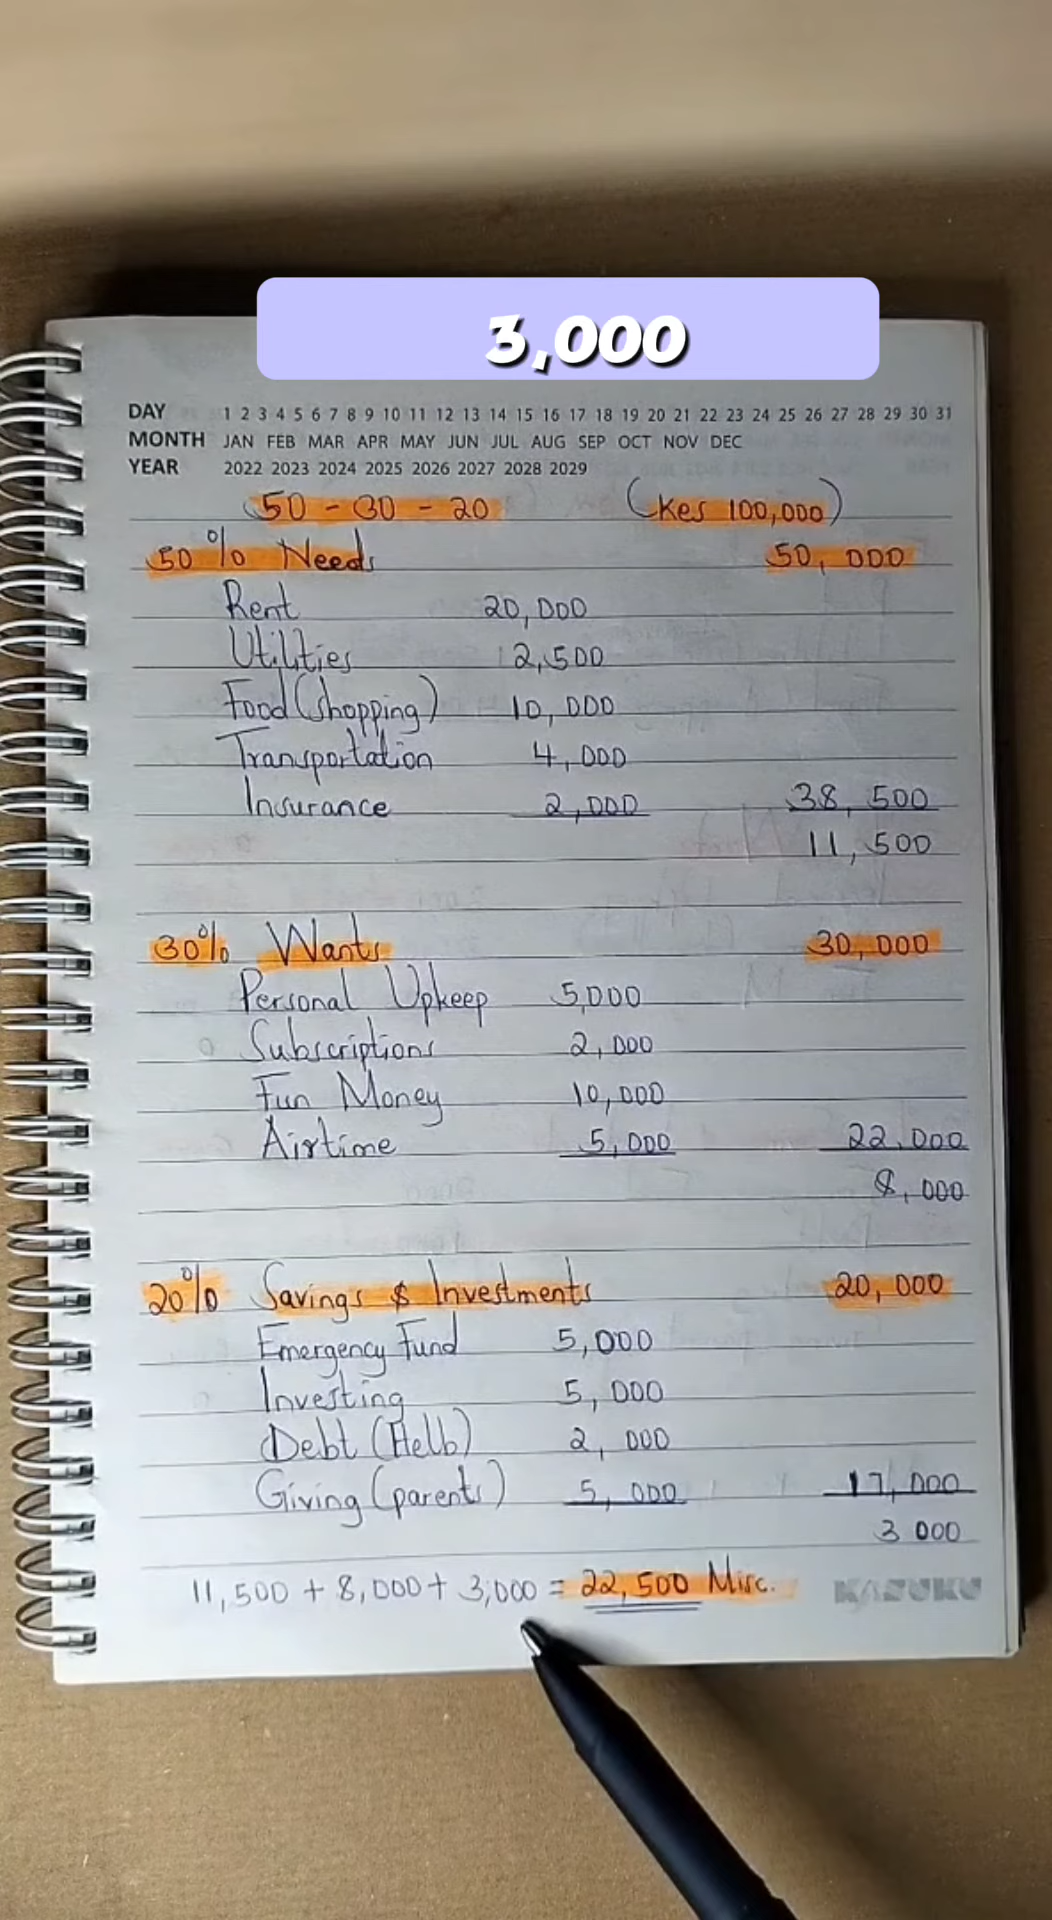 3,000
DAY 1 2 3 4 5 6 7 8 9 10 11 12 13 14 15 16 17 18 19 20 21 22 23 24 25 26 27 28 29 30 31
MONTH JAN FEB MAR APR MAY JUN JUL AUG SEP OCT NOV DEC
YEAR 2022 2023 2024 2025 2026 2027 2028 2029
50 - 30 - 20 (Kes 100,000)
50% Needs 50,000
Rent 20,000
Utilities 2,500
Food (shopping) 10,000
Transportation 4,000
Insurance 2,000 38,500
11,500
30% Wants 30,000
Personal Upkeep 5,000
Subscriptions 2,000
Fun Money 10,000
Airtime 5,000 22,000
8,000
20% Savings $ Investments 20,000
Emergency Fund 5,000
Investing 5,000
Debt (Helb) 2,000
Giving (parents) 5,000 17,000
3 000
11,500 + 8,000 + 3,000 = 22,500 Misc.
KASUKU